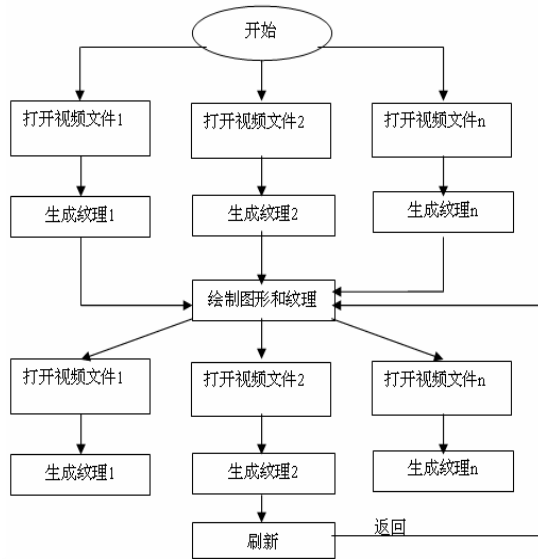 开始
打开视频文件1
打开视频文件2
打开视频文件n
生成纹理1
生成纹理2
生成纹理n
绘制图形和纹理
打开视频文件1
打开视频文件2
打开视频文件n
生成纹理1
生成纹理2
生成纹理n
刷新
返回